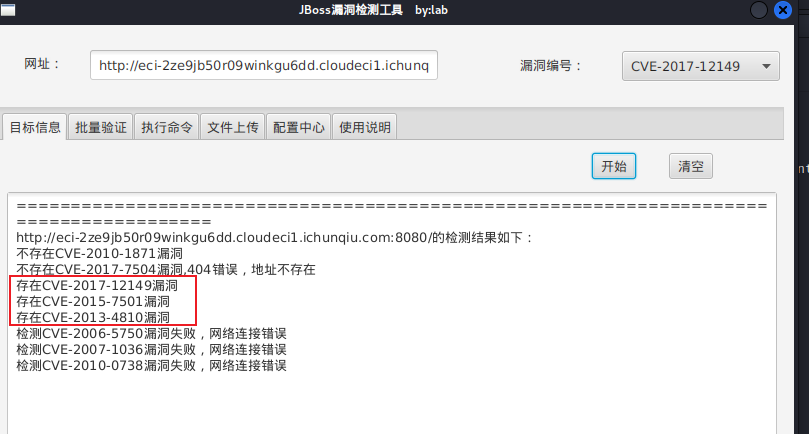 JBoss漏洞检测工具 by:lab
网址：
http://eci-2ze9jb50r09winkgu6dd.cloudeci1.ichunq
漏洞编号：
CVE-2017-12149
目标信息 批量验证 执行命令 文件上传 配置中心 使用说明
开始 清空
======================================================================
==================
http://eci-2ze9jb50r09winkgu6dd.cloudeci1.ichunqiu.com:8080/的检测结果如下：
不存在CVE-2010-1871漏洞
不存在CVE-2017-7504漏洞,404错误，地址不存在
存在CVE-2017-12149漏洞
存在CVE-2015-7501漏洞
存在CVE-2013-4810漏洞
检测CVE-2006-5750漏洞失败，网络连接错误
检测CVE-2007-1036漏洞失败，网络连接错误
检测CVE-2010-0738漏洞失败，网络连接错误